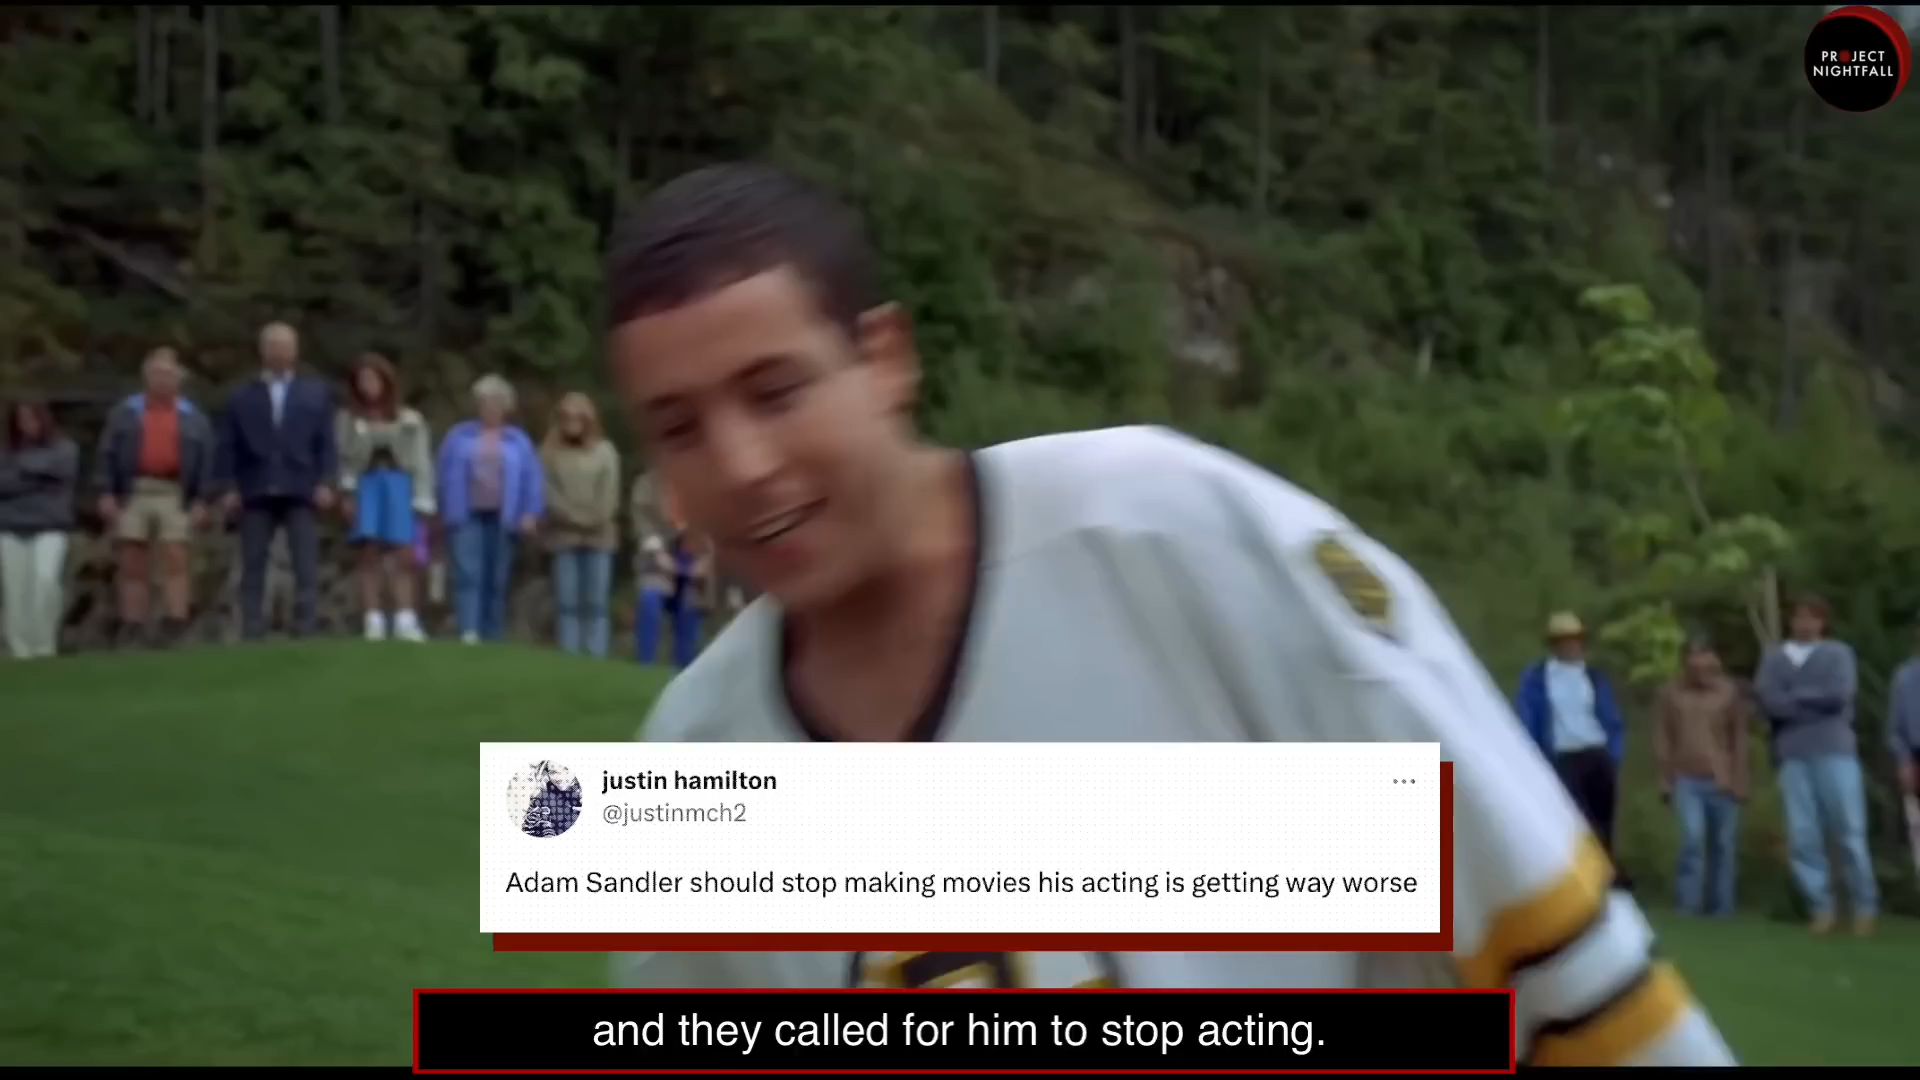 PROJECT
NIGHTFALL
justin hamilton
@justinmch2
Adam Sandler should stop making movies his acting is getting way worse
and they called for him to stop acting.